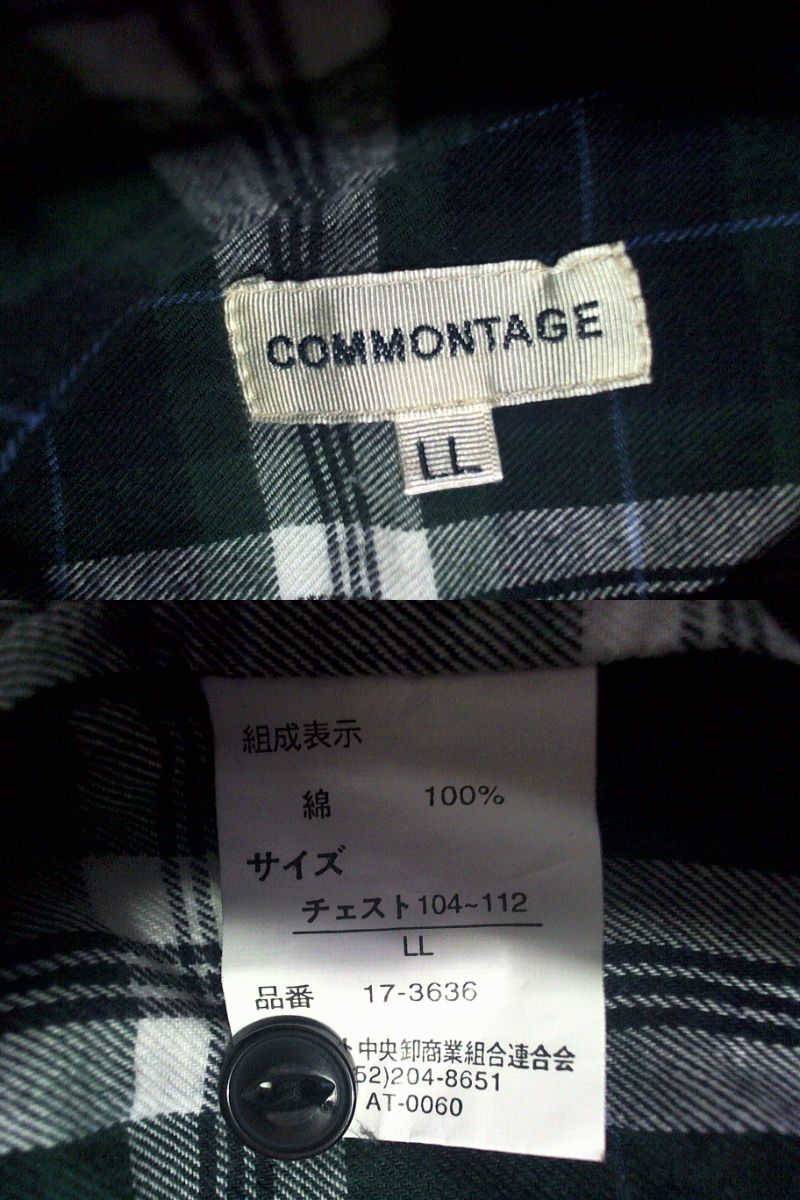 COMMONTAGE
LL
組成表示
綿 100%
サイズ
チェスト104~112
LL
品番 17-3636
中央卸商業組合連合会
52)204-8651
AT-0060